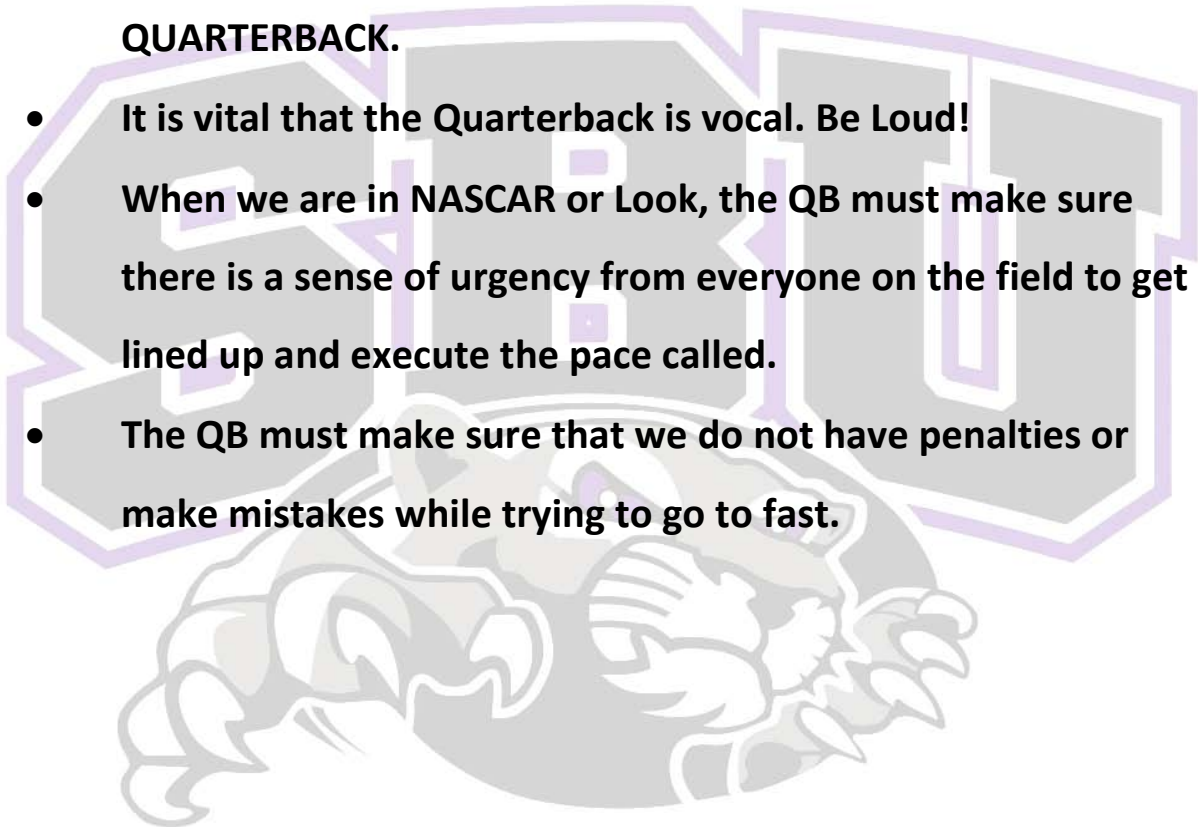 SBU
QUARTERBACK.
• It is vital that the Quarterback is vocal. Be Loud!
• When we are in NASCAR or Look, the QB must make sure
there is a sense of urgency from everyone on the field to get
lined up and execute the pace called.
• The QB must make sure that we do not have penalties or
make mistakes while trying to go to fast.